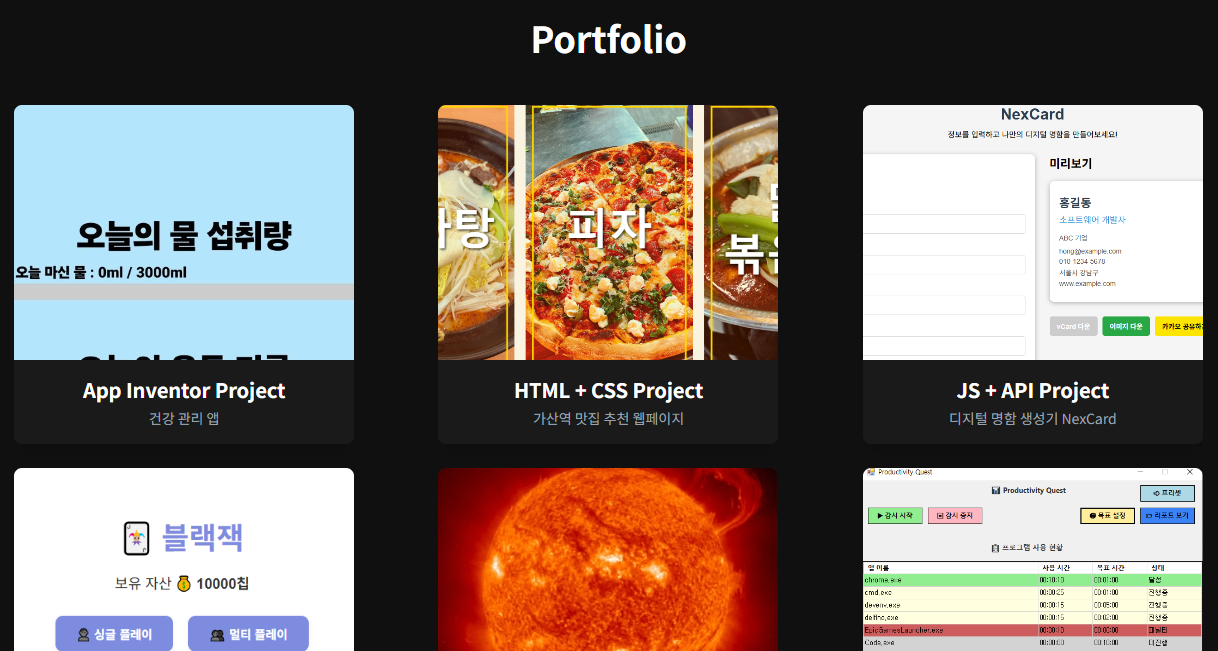 Portfolio
오늘의 물 섭취량
오늘 마신 물 : 0ml / 3000ml
App Inventor Project
건강 관리 앱
탕
피자
볶
HTML + CSS Project
가산역 맛집 추천 웹페이지
NexCard
정보를 입력하고 나만의 디지털 명함을 만들어보세요!
미리보기
홍길동
소프트웨어 개발사
ABC 기업
hong@example.com
010-1234-5678
서울시 강남구
www.example.com
vCard 다운
이미지 다운
카카오 공유하
JS + API Project
디지털 명함 생성기 NexCard
블랙잭
보유 자산 10000칩
싱글 플레이
멀티 플레이
Productivity Quest
Productivity Quest
프리셋
감시 시작
감시 중지
목표 설정
리포트 보기
프로그램 사용 현황
앱 이름 사용 시간 목표 시간 상태
chrome.exe 00:10:10 00:01:00 달성
cmd.exe 00:00:25 00:01:00 진행중
devenv.exe 00:00:15 00:05:00 진행중
00:00:15 00:02:00 진행중
EpicGamesLauncher.exe 00:00:10 00:00:00 패널티
Code.exe 00:00:00 00:10:00 미진행